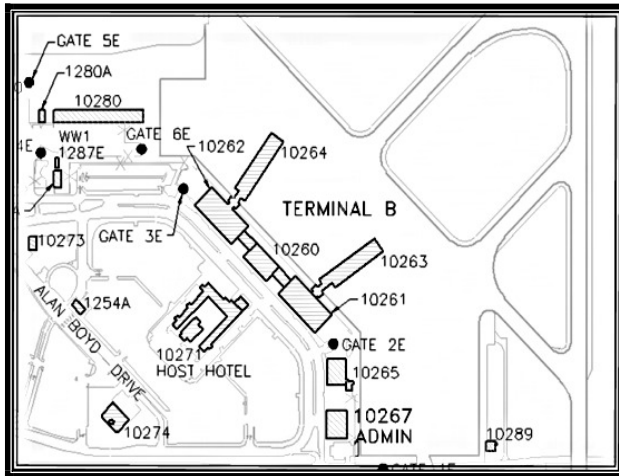 GATE 5E
1280A
10280
WW1
1287E
4E
GATE 6E
10262
10264
TERMINAL B
GATE 3E
10260
10263
10273
10261
1254A
ALAN BOYD DRIVE
10271
HOST HOTEL
GATE 2E
10265
10274
10267
ADMIN
10289